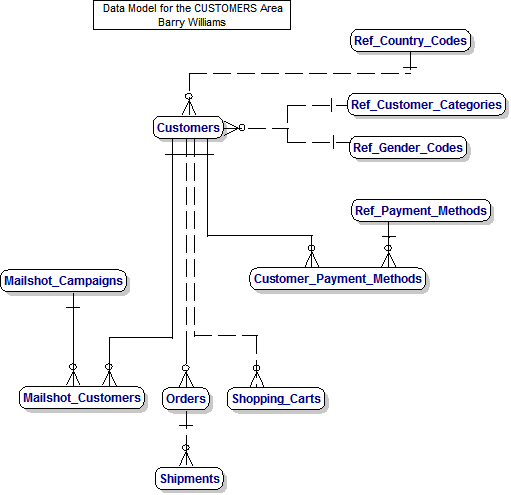 Data Model for the CUSTOMERS Area
Barry Williams
Ref_Country_Codes
Ref_Customer_Categories
Customers
Ref_Gender_Codes
Ref_Payment_Methods
Mailshot_Campaigns
Customer_Payment_Methods
Mailshot_Customers
Orders
Shopping_Carts
Shipments